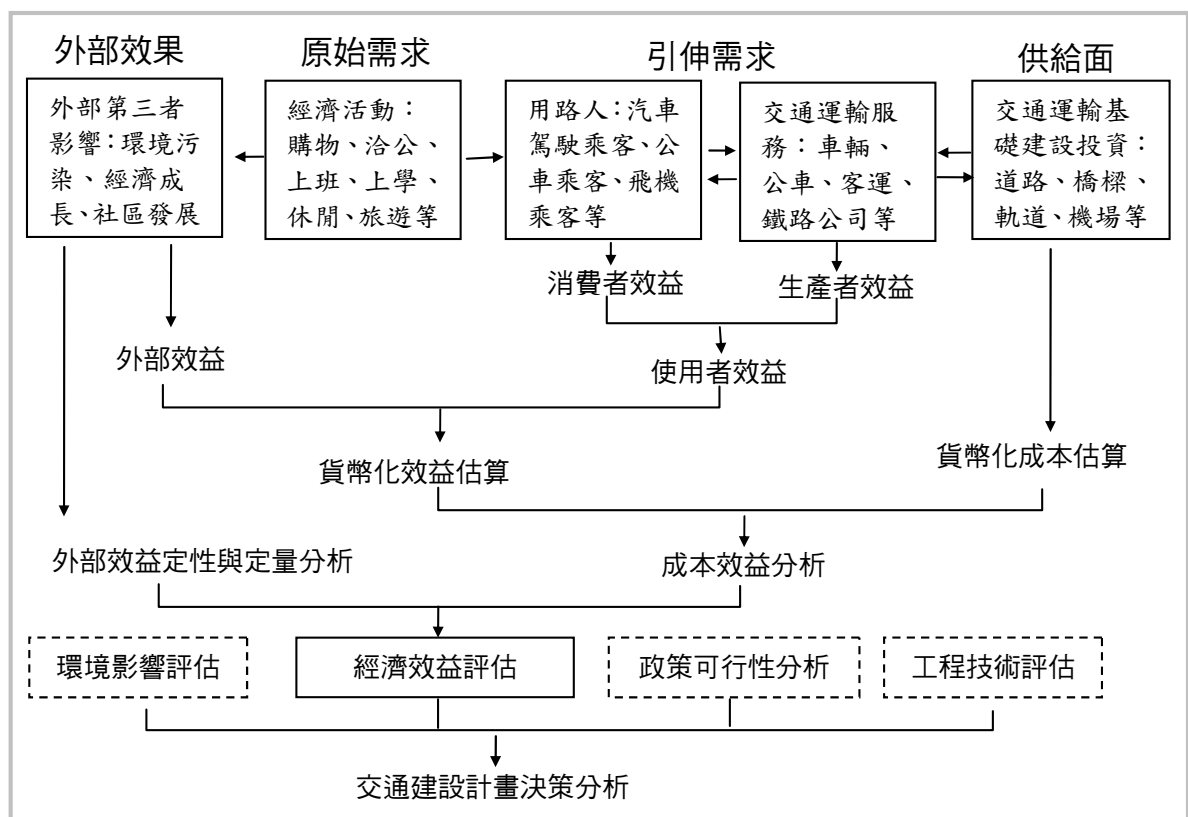 外部效果
原始需求
引伸需求
供給面
外部第三者
影響：環境污
染、經濟成
長、社區發展
經濟活動：
購物、洽公、
上班、上學、
休閒、旅遊等
用路人：汽車
駕駛乘客、公
車乘客、飛機
乘客等
交通運輸服
務：車輛、
公車、客運、
鐵路公司等
交通運輸基
礎建設投資：
道路、橋樑、
軌道、機場等
消費者效益
生產者效益
外部效益
使用者效益
貨幣化效益估算
貨幣化成本估算
外部效益定性與定量分析
成本效益分析
環境影響評估
經濟效益評估
政策可行性分析
工程技術評估
交通建設計畫決策分析